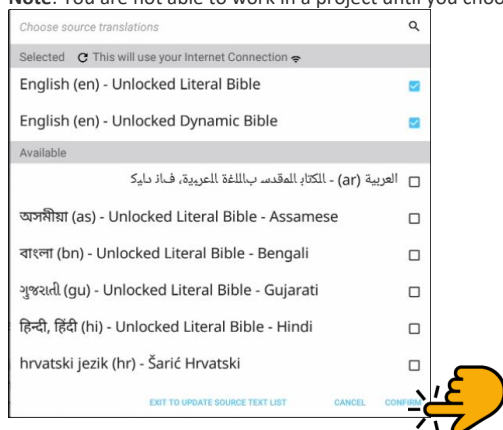 Note: You are not able to work in a project until you choo
Choose source translations
Selected This will use your Internet Connection
English (en) - Unlocked Literal Bible
English (en) - Unlocked Dynamic Bible
Available
العربية (ar) - الكتاب المقدس باللغة العربية، فان دايك
অসমীয়া (as) - Unlocked Literal Bible - Assamese
বাংলা (bn) - Unlocked Literal Bible - Bengali
ગુજરાતી (gu) - Unlocked Literal Bible - Gujarati
हिन्दी, हिंदी (hi) - Unlocked Literal Bible - Hindi
hrvatski jezik (hr) - Šarić Hrvatski
EXIT TO UPDATE SOURCE TEXT LIST CANCEL CONFIRM